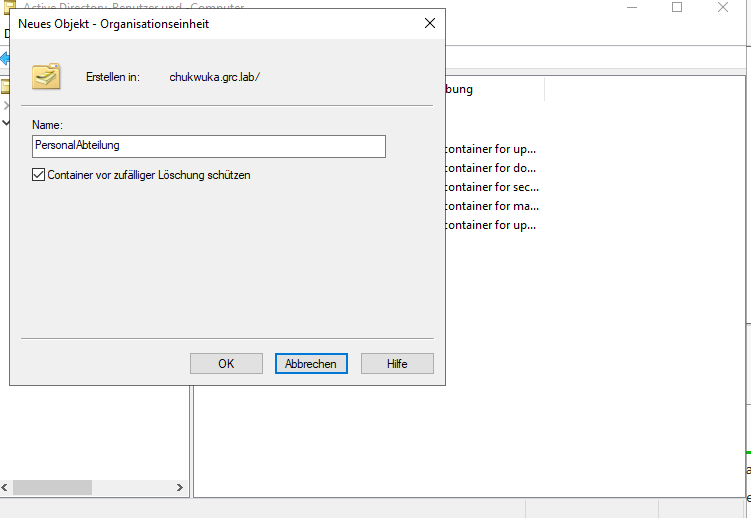 Active Directory-Benutzer und -Computer
Neues Objekt - Organisationseinheit
Erstellen in: chukwuka.grc.lab/
Name:
PersonalAbteilung
Container vor zufälliger Löschung schützen
OK Abbrechen Hilfe
bung
container for up...
container for do...
container for sec...
container for ma...
container for up...